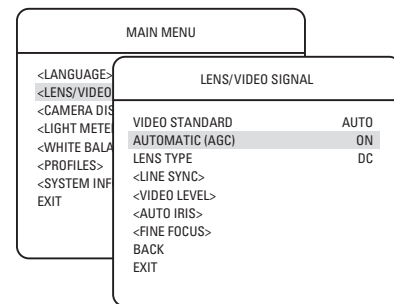 MAIN MENU
<LANGUAGE>
<LENS/VIDEO
<CAMERA DIS
<LIGHT METE
<WHITE BALA
<PROFILES>
<SYSTEM INF
EXIT
LENS/VIDEO SIGNAL
VIDEO STANDARD AUTO
AUTOMATIC (AGC) ON
LENS TYPE DC
<LINE SYNC>
<VIDEO LEVEL>
<AUTO IRIS>
<FINE FOCUS>
BACK
EXIT